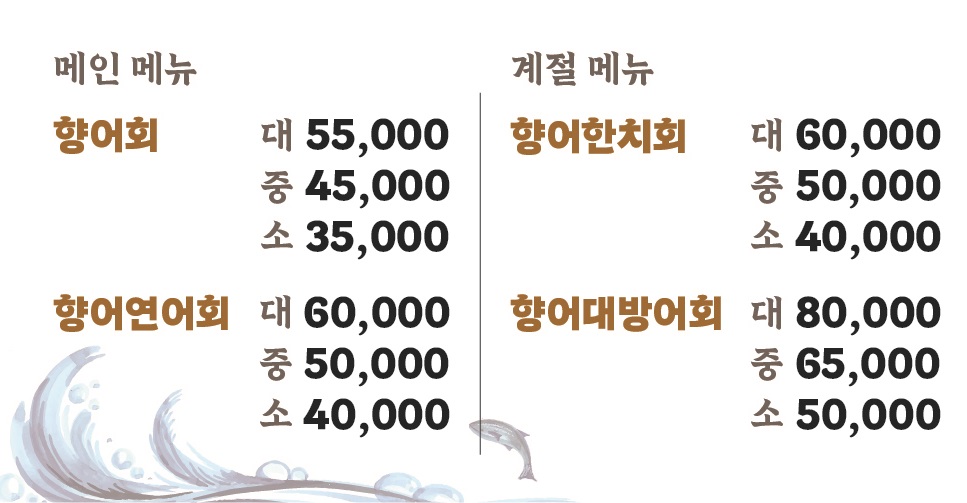 메인 메뉴
향어회 대 55,000
중 45,000
소 35,000
향어연어회 대 60,000
중 50,000
소 40,000
계절 메뉴
향어한치회 대 60,000
중 50,000
소 40,000
향어대방어회 대 80,000
중 65,000
소 50,000